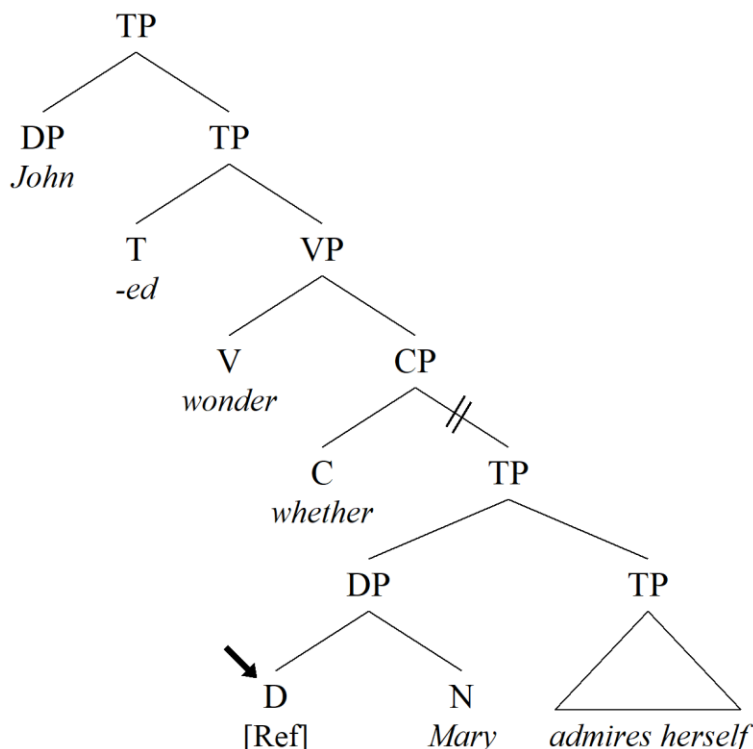 TP
DP TP
John
T VP
-ed
V CP
wonder
C TP
whether
DP TP
D N
[Ref] Mary admires herself